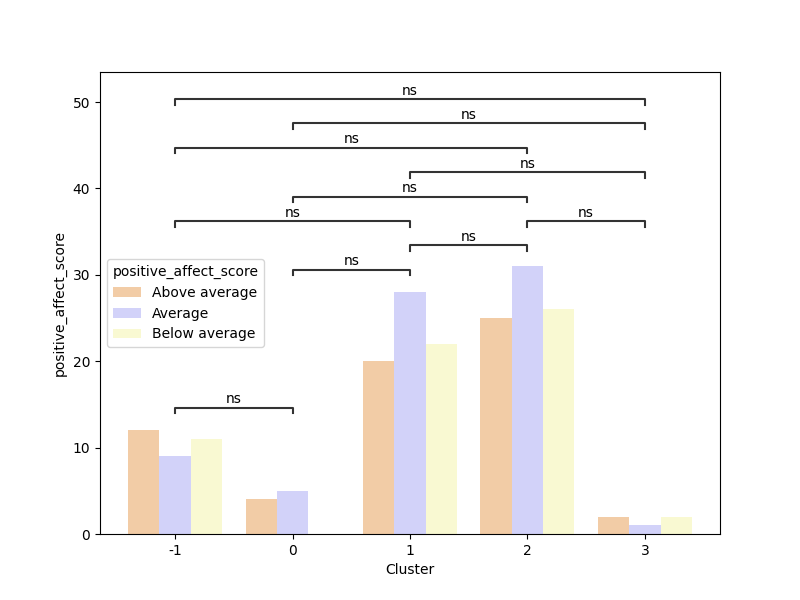 ns
ns
ns
ns
ns
ns
ns
ns
ns
ns
50
40
30
20
10
0
positive_affect_score
positive_affect_score
Above average
Average
Below average
-1
0
1
2
3
Cluster